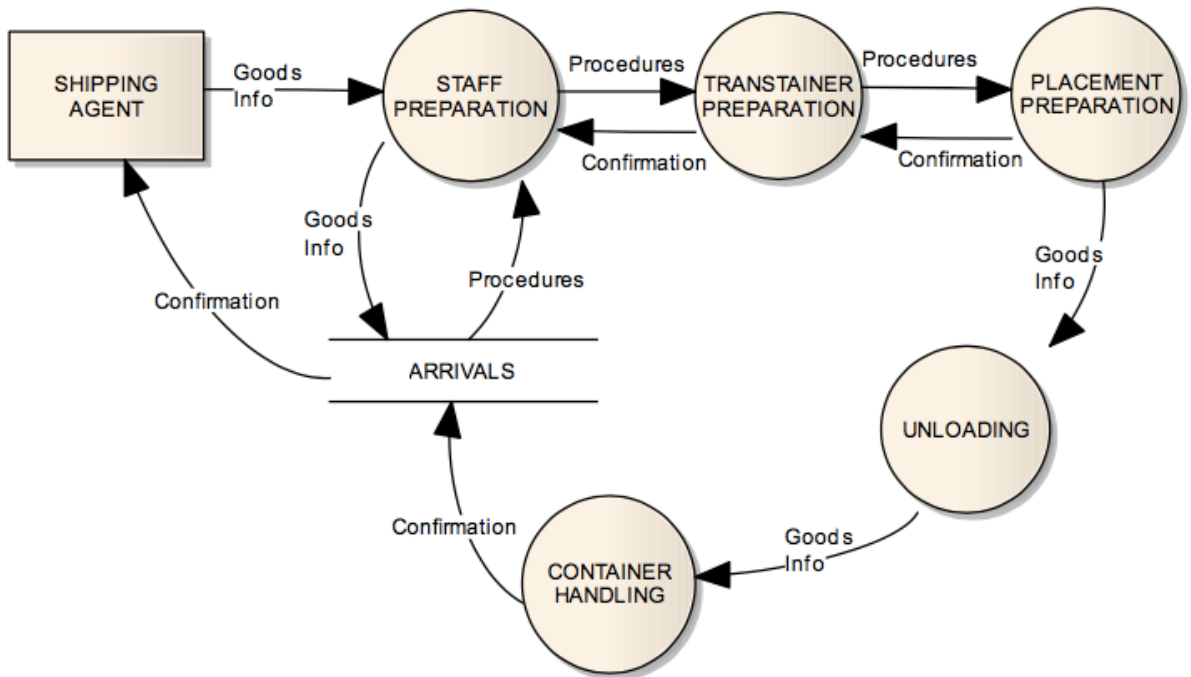 SHIPPING
AGENT
Goods
Info
STAFF
PREPARATION
Procedures
Confirmation
TRANSTAINER
PREPARATION
Procedures
Confirmation
PLACEMENT
PREPARATION
Goods
Info
Procedures
Confirmation
ARRIVALS
Goods
Info
UNLOADING
Goods
Info
CONTAINER
HANDLING
Confirmation